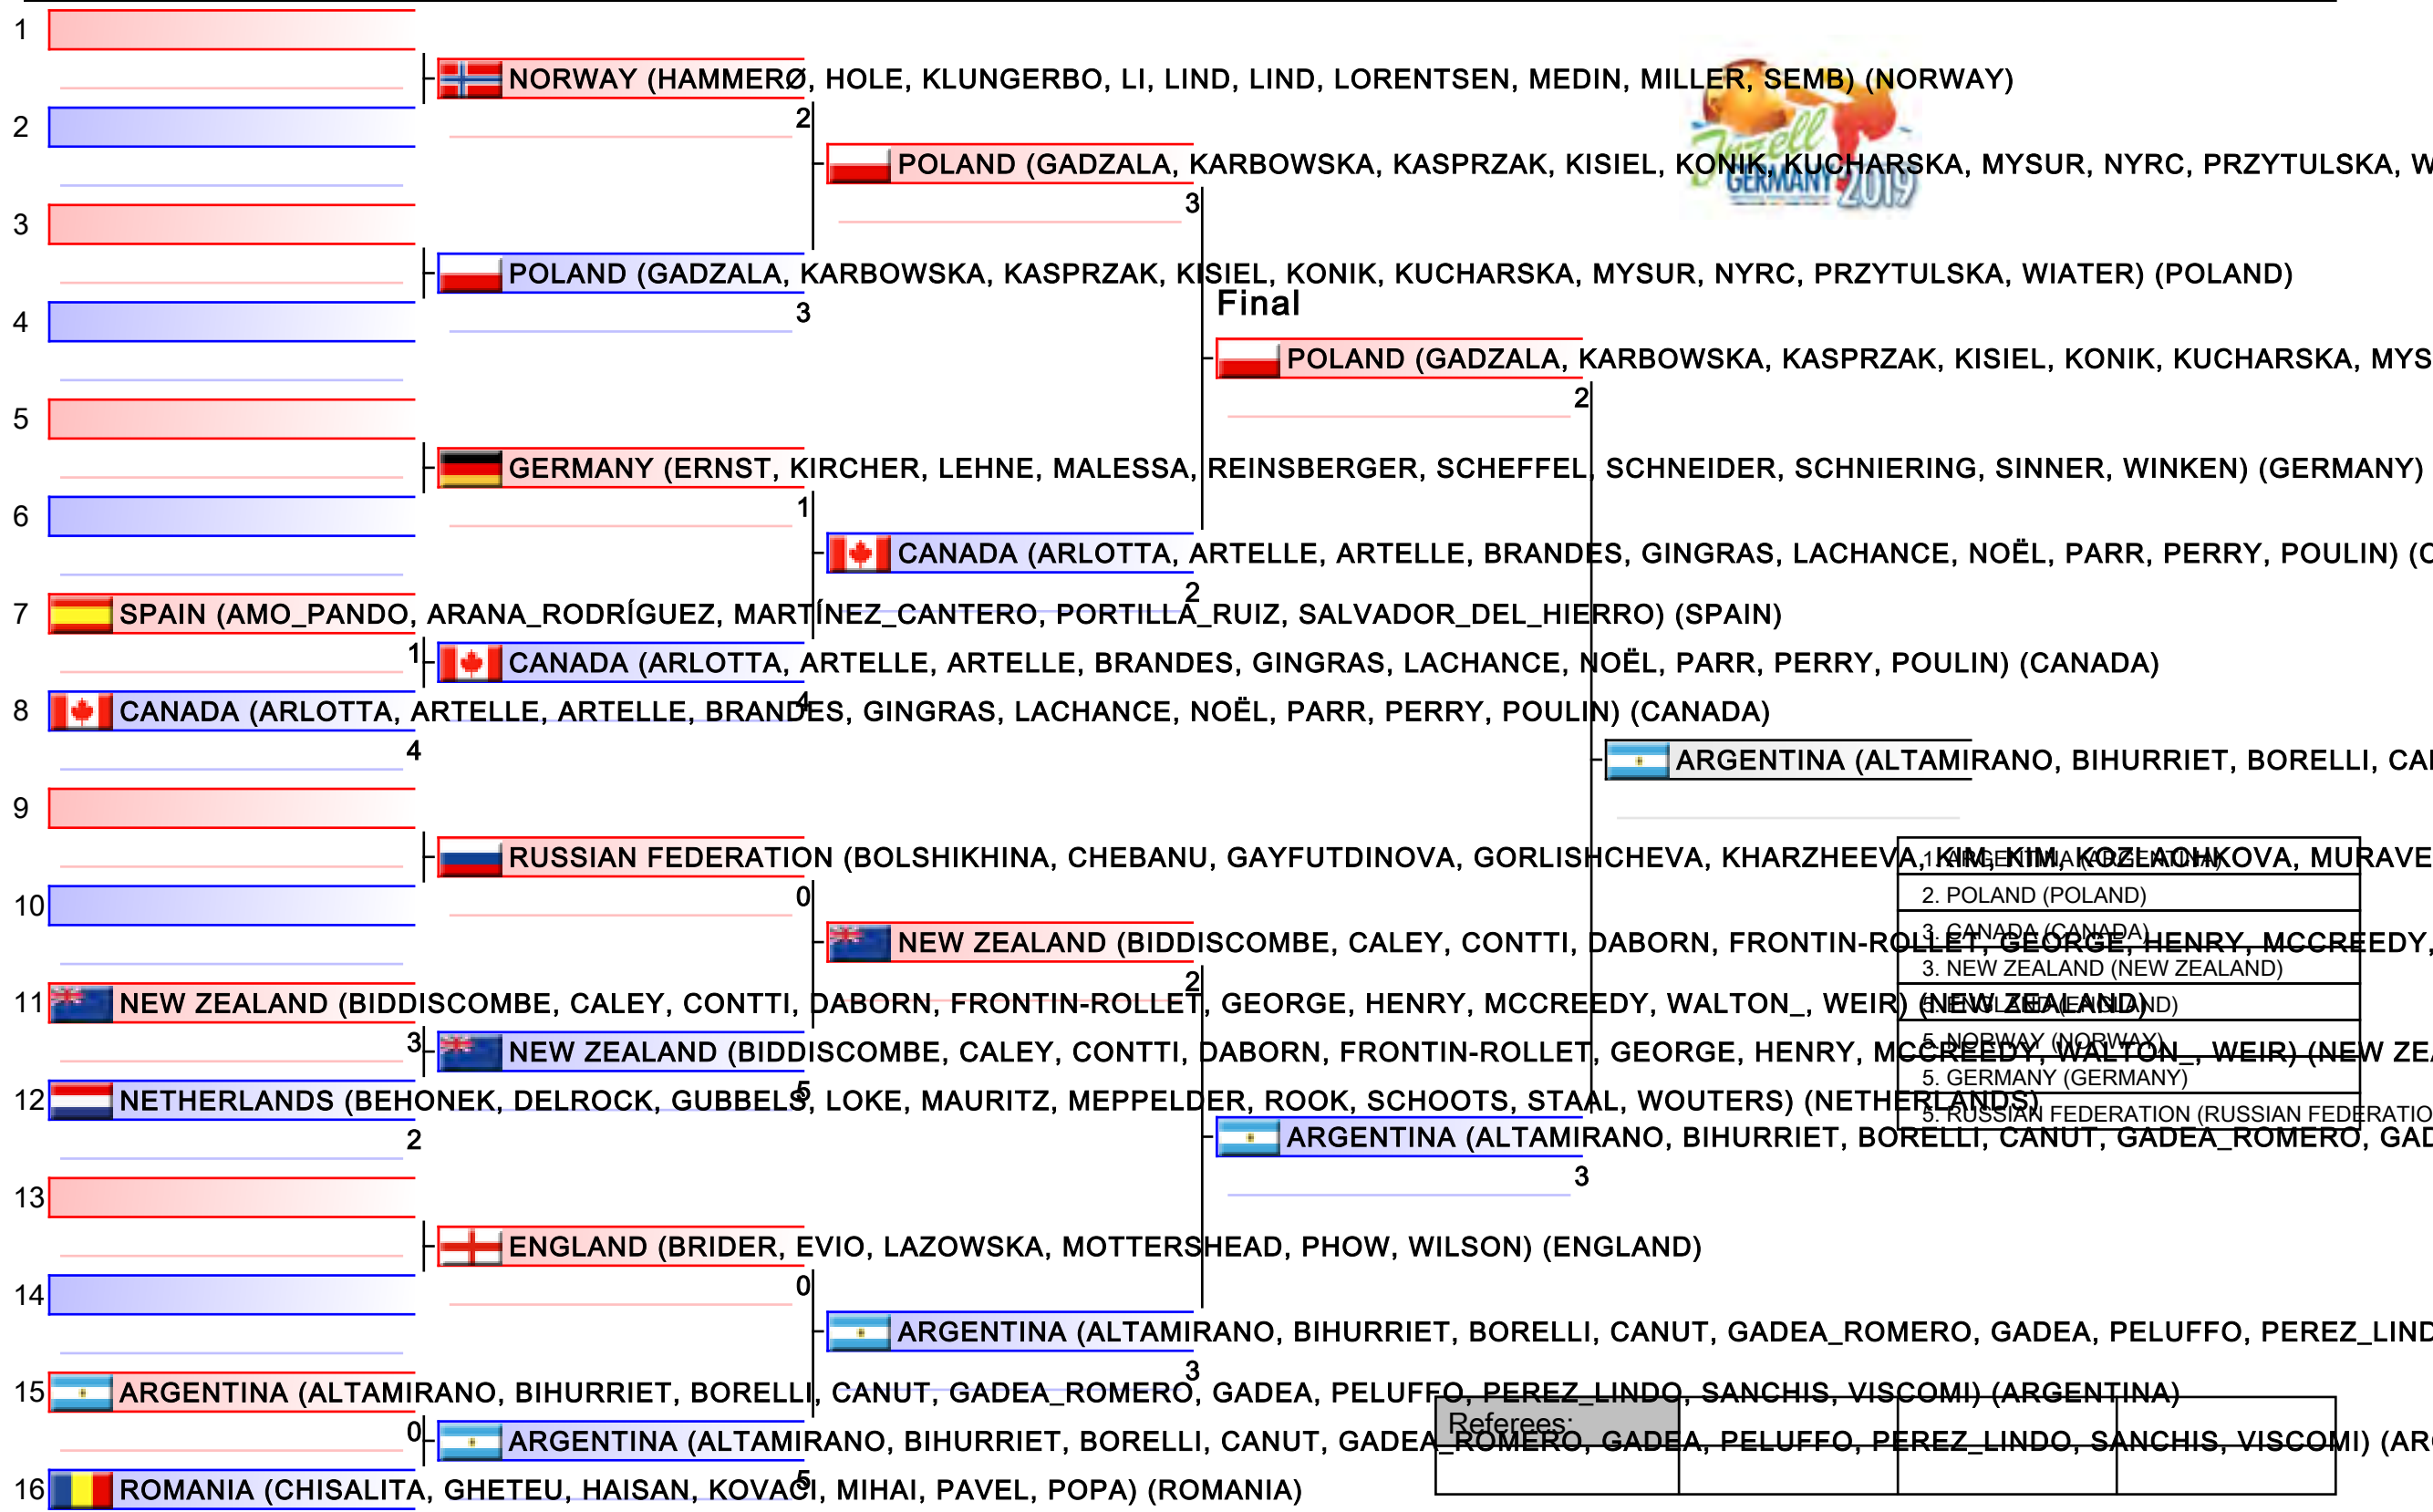 1
NORWAY (HAMMERØ, HOLE, KLUNGERBO, LI, LIND, LIND, LORENTSEN, MEDIN, MILLER, SEMB) (NORWAY)
2
2
Inzell
GERMANY 2019
POLAND (GADZALA, KARBOWSKA, KASPRZAK, KISIEL, KONIK, KUCHARSKA, MYSUR, NYRC, PRZYTULSKA, W
3
3
POLAND (GADZALA, KARBOWSKA, KASPRZAK, KISIEL, KONIK, KUCHARSKA, MYSUR, NYRC, PRZYTULSKA, WIATER) (POLAND)
Final
4
3
POLAND (GADZALA, KARBOWSKA, KASPRZAK, KISIEL, KONIK, KUCHARSKA, MYS
2
5
GERMANY (ERNST, KIRCHER, LEHNE, MALESSA, REINSBERGER, SCHEFFEL, SCHNEIDER, SCHNIERING, SINNER, WINKEN) (GERMANY)
1
6
CANADA (ARLOTTA, ARTELLE, ARTELLE, BRANDES, GINGRAS, LACHANCE, NOËL, PARR, PERRY, POULIN) (C
2
7 SPAIN (AMO_PANDO, ARANA_RODRÍGUEZ, MARTÍNEZ_CANTERO, PORTILLA_RUIZ, SALVADOR_DEL_HIERRO) (SPAIN)
1
CANADA (ARLOTTA, ARTELLE, ARTELLE, BRANDES, GINGRAS, LACHANCE, NOËL, PARR, PERRY, POULIN) (CANADA)
4
8 CANADA (ARLOTTA, ARTELLE, ARTELLE, BRANDES, GINGRAS, LACHANCE, NOËL, PARR, PERRY, POULIN) (CANADA)
4
ARGENTINA (ALTAMIRANO, BIHURRIET, BORELLI, CA
9
RUSSIAN FEDERATION (BOLSHIKHINA, CHEBANU, GAYFUTDINOVA, GORLISHCHEVA, KHARZHEEVA, KIM, KIM, KOZLACHKOVA, MURAVE
1. ARGENTINA (ARGENTINA)
0
10
2. POLAND (POLAND)
3. CANADA (CANADA)
NEW ZEALAND (BIDDISCOMBE, CALEY, CONTTI, DABORN, FRONTIN-ROLLET, GEORGE, HENRY, MCCREEDY,
3. NEW ZEALAND (NEW ZEALAND)
2
11 NEW ZEALAND (BIDDISCOMBE, CALEY, CONTTI, DABORN, FRONTIN-ROLLET, GEORGE, HENRY, MCCREEDY, WALTON_, WEIR) (NEW ZEALAND)
5. ENGLAND (ENGLAND)
3
5. NORWAY (NORWAY)
NEW ZEALAND (BIDDISCOMBE, CALEY, CONTTI, DABORN, FRONTIN-ROLLET, GEORGE, HENRY, MCCREEDY, WALTON_, WEIR) (NEW ZEA
5. GERMANY (GERMANY)
5
12 NETHERLANDS (BEHONEK, DELROCK, GUBBELS, LOKE, MAURITZ, MEPPELDER, ROOK, SCHOOTS, STAAL, WOUTERS) (NETHERLANDS)
5. RUSSIAN FEDERATION (RUSSIAN FEDERATIO
2
ARGENTINA (ALTAMIRANO, BIHURRIET, BORELLI, CANUT, GADEA_ROMERO, GAD
3
13
ENGLAND (BRIDER, EVIO, LAZOWSKA, MOTTERSHEAD, PHOW, WILSON) (ENGLAND)
0
14
ARGENTINA (ALTAMIRANO, BIHURRIET, BORELLI, CANUT, GADEA_ROMERO, GADEA, PELUFFO, PEREZ_LIND
3
15 ARGENTINA (ALTAMIRANO, BIHURRIET, BORELLI, CANUT, GADEA_ROMERO, GADEA, PELUFFO, PEREZ_LINDO, SANCHIS, VISCOMI) (ARGENTINA)
Referees:
0
ARGENTINA (ALTAMIRANO, BIHURRIET, BORELLI, CANUT, GADEA_ROMERO, GADEA, PELUFFO, PEREZ_LINDO, SANCHIS, VISCOMI) (AR
5
16 ROMANIA (CHISALITA, GHETEU, HAISAN, KOVACI, MIHAI, PAVEL, POPA) (ROMANIA)